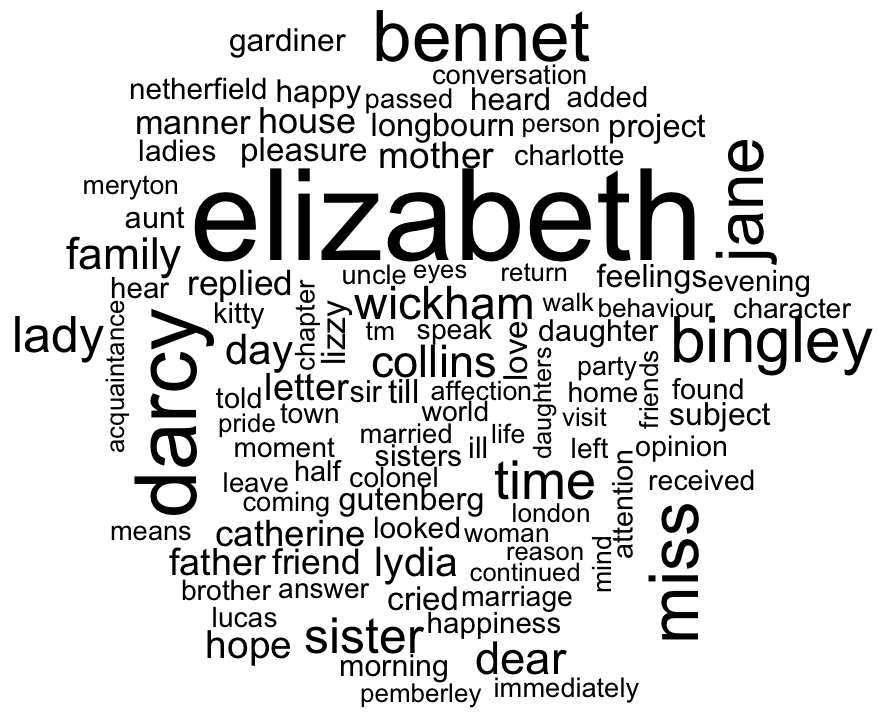 gardiner bennet
conversation
netherfield happy passed heard added
manner house longbourn person project
ladies pleasure mother charlotte
jane
meryton
elizabeth
aunt
family
uncle eyes return feelings evening
hear replied
lizzy
chapter
kitty wickham walk behaviour character
acquaintance
lady
darcy
day
tm speak love daughter bingley
collins party
daughters
friends
told letter sir till affection home found
pride town world visit subject
moment married ill life left opinion
sisters
leave half colonel time received
coming gutenberg
attention
london
means catherine looked woman
mind
miss
father friend lydia reason
continued
brother answer cried marriage
lucas happiness
hope sister
morning dear
pemberley immediately